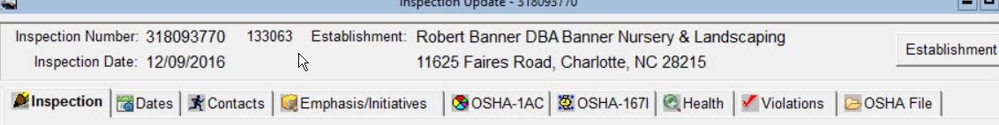 Inspection Update - 318093770
Inspection Number: 318093770 133063 Establishment: Robert Banner DBA Banner Nursery & Landscaping
Establishment
Inspection Date: 12/09/2016 11625 Faires Road, Charlotte, NC 28215
Inspection Dates Contacts Emphasis/Initiatives OSHA-1AC OSHA-167I Health Violations OSHA File